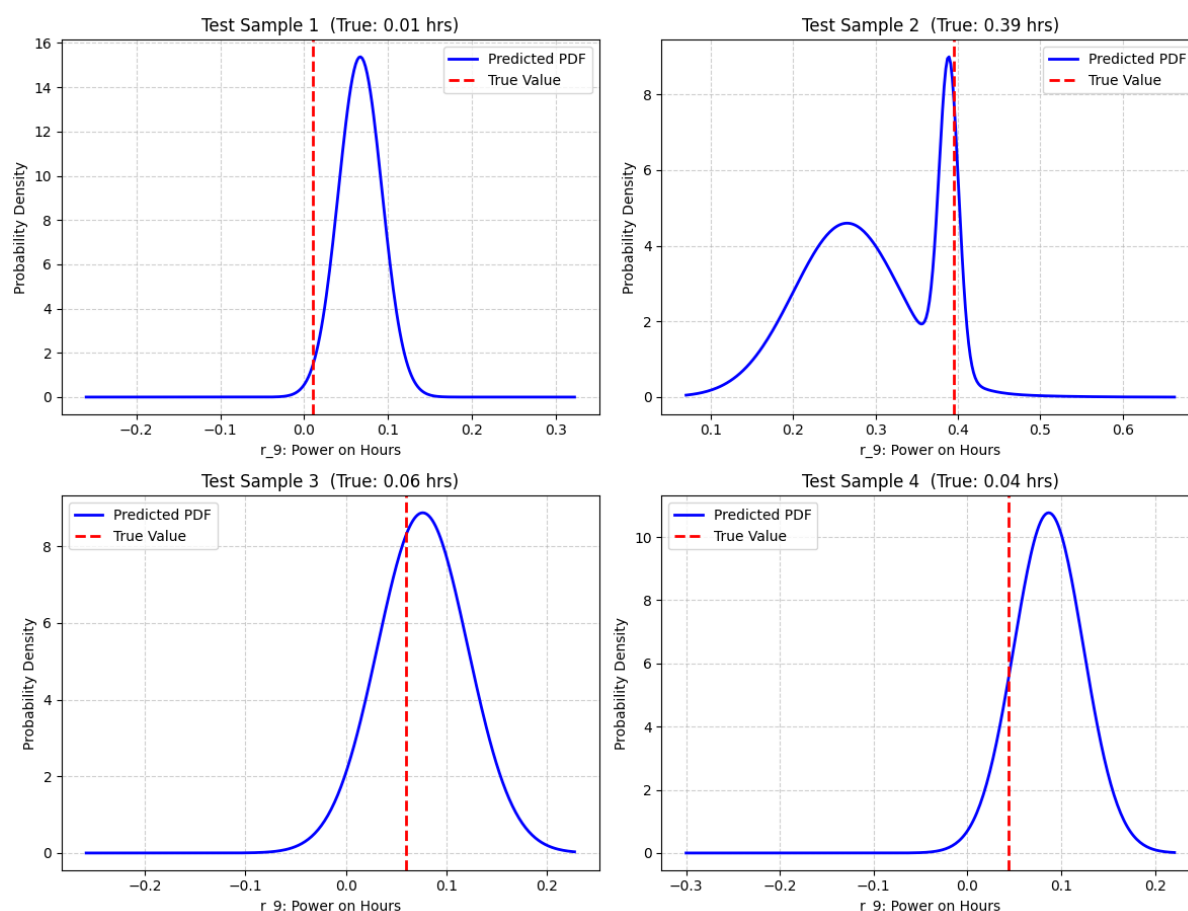 Test Sample 1  (True: 0.01 hrs)
16
14
12
10
8
6
4
2
0
Probability Density
Predicted PDF
True Value
−0.2
−0.1
0.0
0.1
0.2
0.3
r_9: Power on Hours
Test Sample 2  (True: 0.39 hrs)
8
6
4
2
0
Probability Density
Predicted PDF
True Value
0.1
0.2
0.3
0.4
0.5
0.6
r_9: Power on Hours
Test Sample 3  (True: 0.06 hrs)
8
6
4
2
0
Probability Density
Predicted PDF
True Value
−0.2
−0.1
0.0
0.1
0.2
r_9: Power on Hours
Test Sample 4  (True: 0.04 hrs)
10
8
6
4
2
0
Probability Density
Predicted PDF
True Value
−0.3
−0.2
−0.1
0.0
0.1
0.2
r_9: Power on Hours